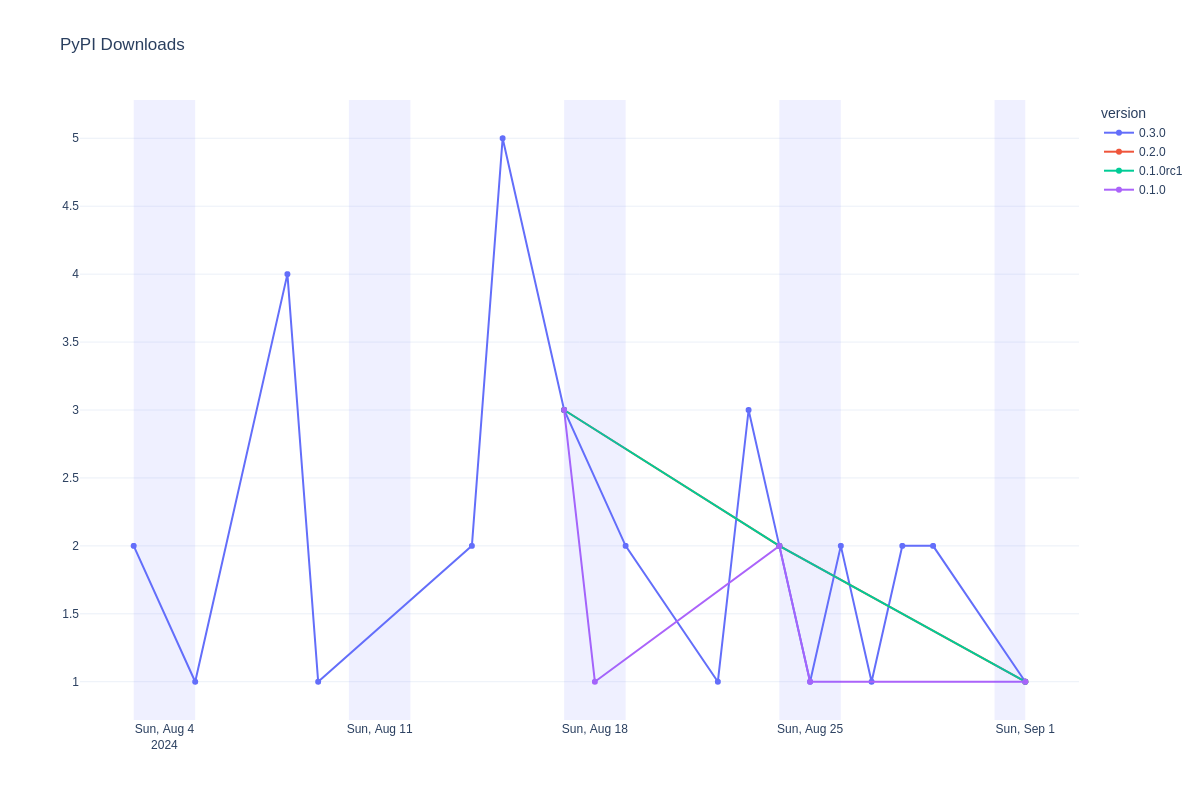 PyPI Downloads
version
0.3.0
0.2.0
0.1.0rc1
0.1.0
5
4.5
4
3.5
3
2.5
2
1.5
1
Sun, Aug 4
2024
Sun, Aug 11
Sun, Aug 18
Sun, Aug 25
Sun, Sep 1